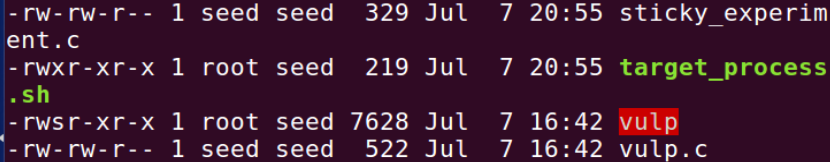 -rw-rw-r-- 1 seed seed  329 Jul  7 20:55 sticky_experim
ent.c
-rwxr-xr-x 1 root seed  219 Jul  7 20:55 target_process
.sh
-rwsr-xr-x 1 root seed 7628 Jul  7 16:42 vulp
-rw-rw-r-- 1 seed seed  522 Jul  7 16:42 vulp.c